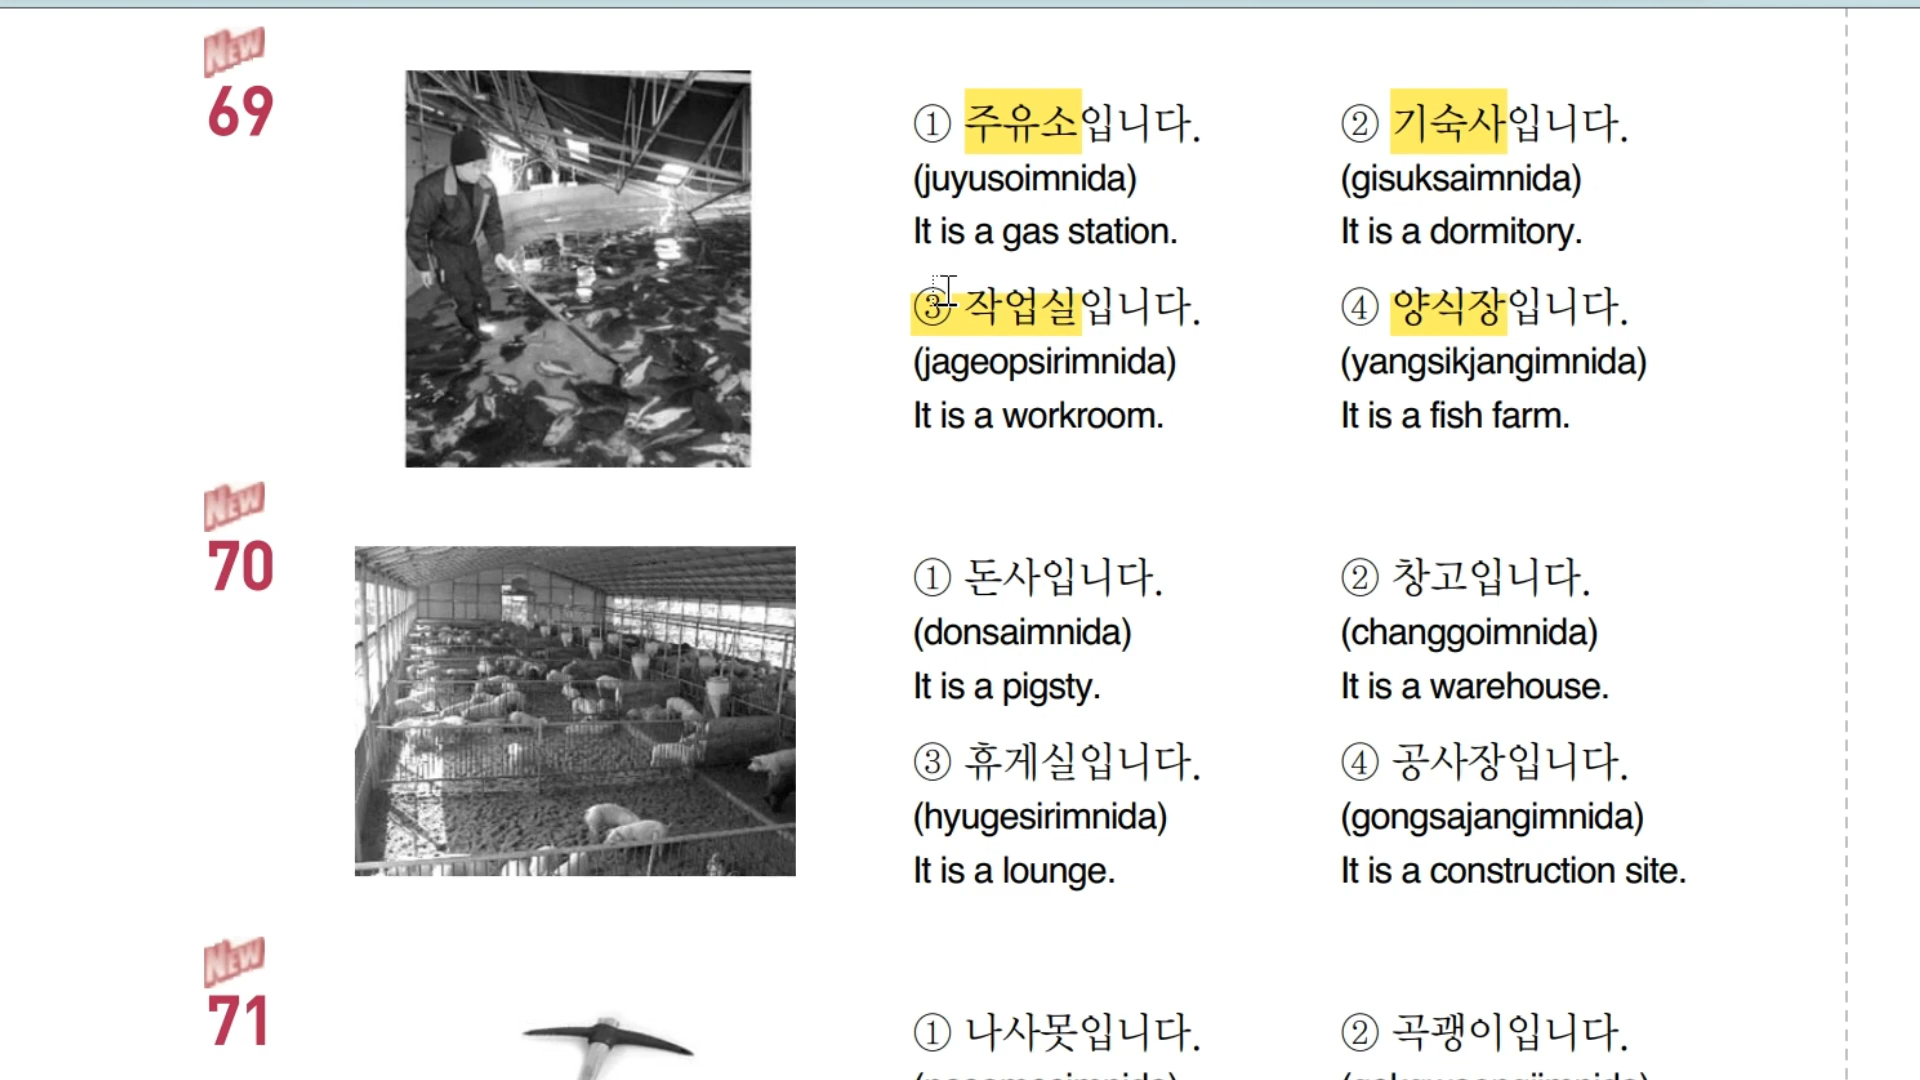 NEW
69
① 주유소입니다.
(juyusoimnida)
It is a gas station.
② 기숙사입니다.
(gisuksaimnida)
It is a dormitory.
③ 작업실입니다.
(jageopsirimnida)
It is a workroom.
④ 양식장입니다.
(yangsikjangimnida)
It is a fish farm.
NEW
70
① 돈사입니다.
(donsaimnida)
It is a pigsty.
② 창고입니다.
(changgoimnida)
It is a warehouse.
③ 휴게실입니다.
(hyugesirimnida)
It is a lounge.
④ 공사장입니다.
(gongsajangimnida)
It is a construction site.
NEW
71
① 나사못입니다.
② 곡괭이입니다.